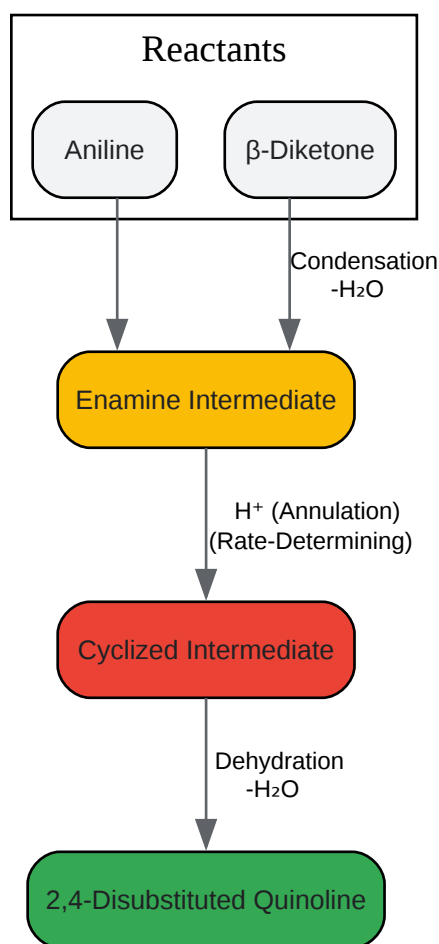 Reactants
Aniline
β-Diketone
Condensation
-H₂O
Enamine Intermediate
H⁺ (Annulation)
(Rate-Determining)
Cyclized Intermediate
Dehydration
-H₂O
2,4-Disubstituted Quinoline